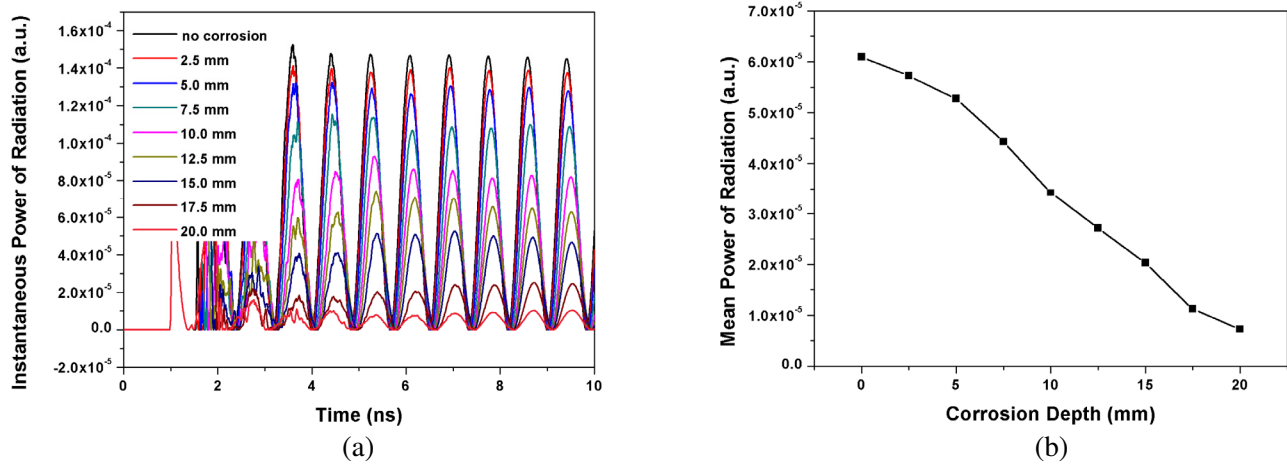 Instantaneous Power of Radiation (a.u.)
1.6x10⁻⁴
1.4x10⁻⁴
1.2x10⁻⁴
1.0x10⁻⁴
8.0x10⁻⁵
6.0x10⁻⁵
4.0x10⁻⁵
2.0x10⁻⁵
0.0
-2.0x10⁻⁵
no corrosion
2.5 mm
5.0 mm
7.5 mm
10.0 mm
12.5 mm
15.0 mm
17.5 mm
20.0 mm
0 2 4 6 8 10
Time (ns)
(a)
Mean Power of Radiation (a.u.)
7.0x10⁻⁵
6.0x10⁻⁵
5.0x10⁻⁵
4.0x10⁻⁵
3.0x10⁻⁵
2.0x10⁻⁵
1.0x10⁻⁵
0.0
0 5 10 15 20
Corrosion Depth (mm)
(b)